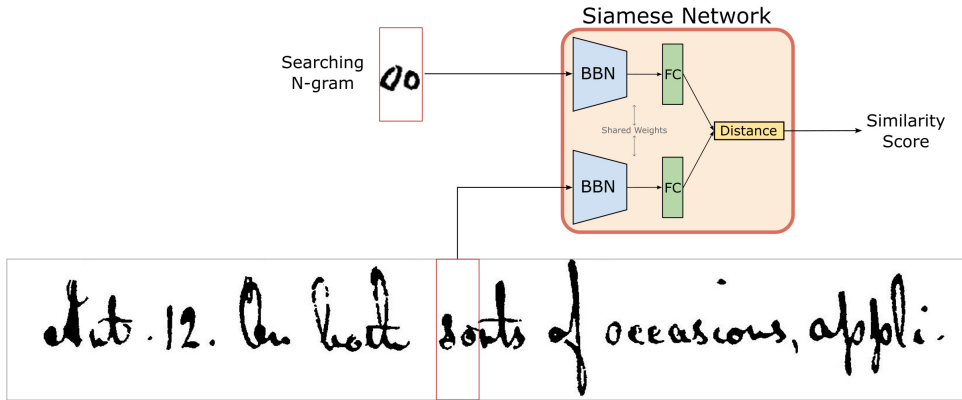 Siamese Network
Searching
N-gram
oo
BBN
FC
Shared Weights
Distance
Similarity
Score
BBN
FC
Art. 12. On both sorts of occasions, appli.